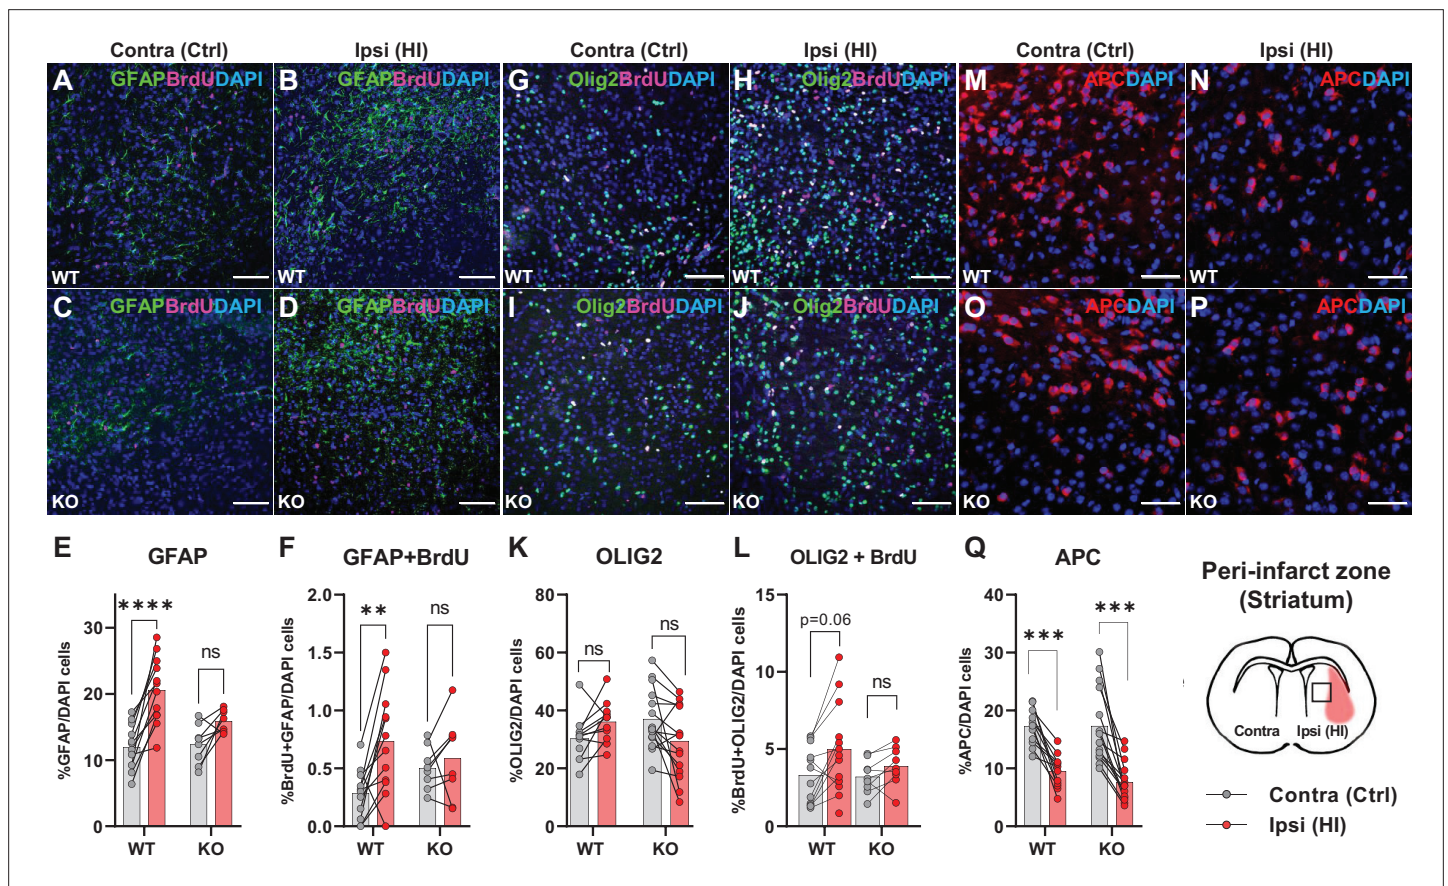 Contra (Ctrl) Ipsi (HI) Contra (Ctrl) Ipsi (HI) Contra (Ctrl) Ipsi (HI)
A GFAPBrdUDAPI WT
B GFAPBrdUDAPI WT
G Olig2BrdUDAPI WT
H Olig2BrdUDAPI WT
M APCDAPI WT
N APCDAPI WT
C GFAPBrdUDAPI KO
D GFAPBrdUDAPI KO
I Olig2BrdUDAPI KO
J Olig2BrdUDAPI KO
O APCDAPI KO
P APCDAPI KO
E GFAP
%GFAP/DAPI cells
30
20
10
0
**** ns
WT KO
F GFAP+BrdU
%BrdU+GFAP/DAPI cells
2.0
1.5
1.0
0.5
0.0
** ns
WT KO
K OLIG2
%OLIG2/DAPI cells
80
60
40
20
0
ns ns
WT KO
L OLIG2 + BrdU
%BrdU+OLIG2/DAPI cells
15
10
5
0
p=0.06 ns
WT KO
Q APC
%APC/DAPI cells
40
30
20
10
0
*** ***
WT KO
Peri-infarct zone
(Striatum)
Contra Ipsi (HI)
Contra (Ctrl)
Ipsi (HI)